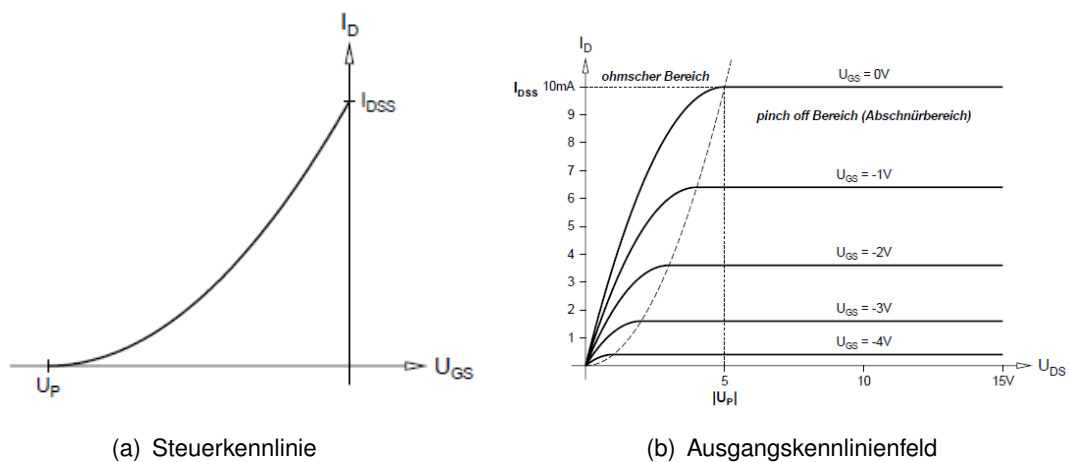 I_D
I_DSS
U_P
U_GS
(a) Steuerkennlinie
I_D
ohmscher Bereich
U_GS = 0V
I_DSS 10mA
pinch off Bereich (Abschnürbereich)
9
8
7
U_GS = -1V
6
5
4
U_GS = -2V
3
2
U_GS = -3V
1
U_GS = -4V
U_DS
5
10
15V
|U_P|
(b) Ausgangskennlinienfeld